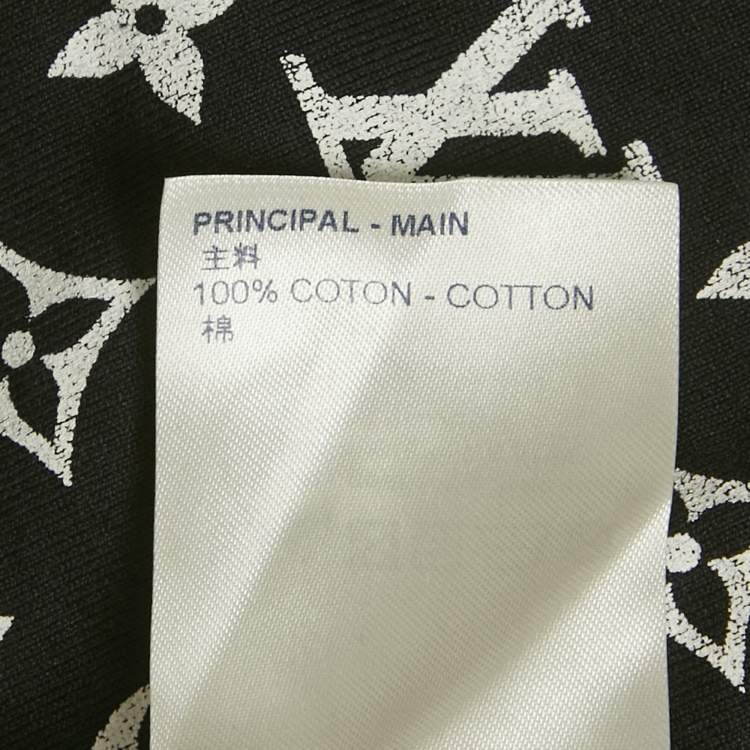 PRINCIPAL - MAIN
主料
100% COTON - COTTON
棉